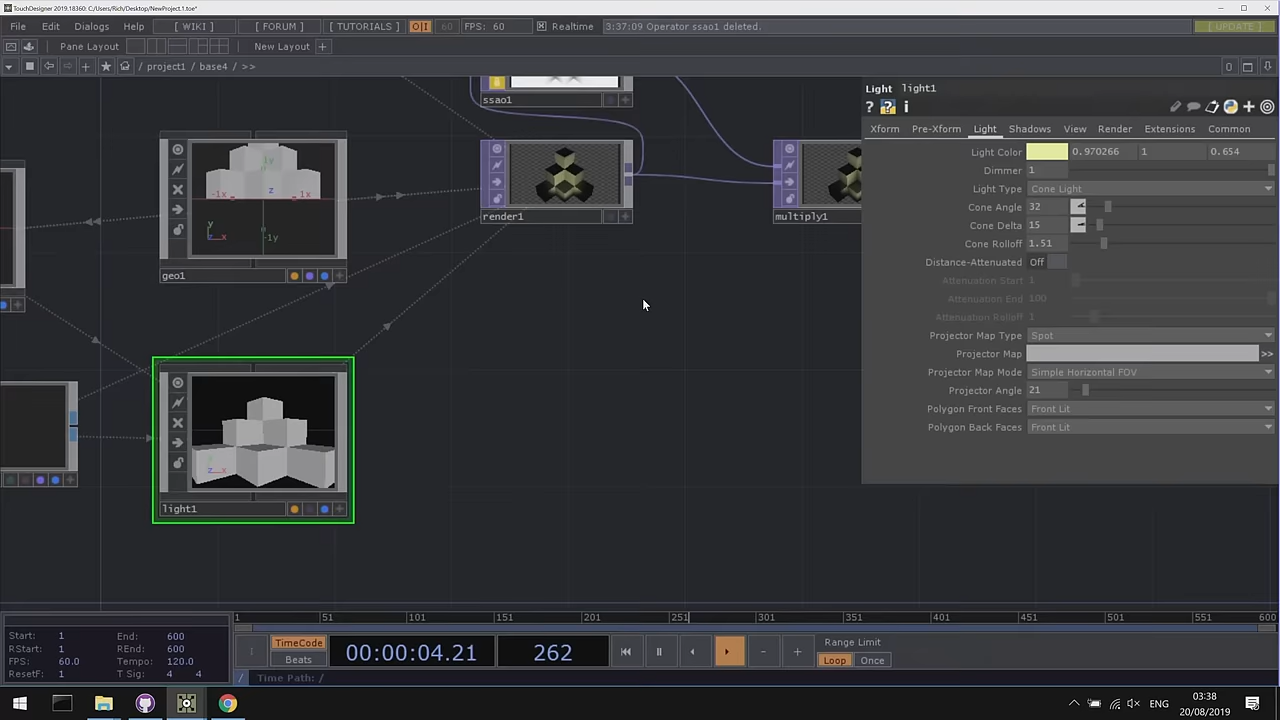 TouchDesigner 2019.18360: C:/Users/Rich/Desktop/NewProject.1.toe*
File Edit Dialogs Help [ WIKI ] [ FORUM ] [ TUTORIALS ] O|I 60 FPS: 60 Realtime 3:37:09 Operator ssao1 deleted. [ UPDATE ]
Pane Layout New Layout +
/ project1 / base4 / >> 0
Light light1
? ? i
Xform Pre-Xform Light Shadows View Render Extensions Common
Light Color 0.970266 1 0.654
Dimmer 1
Light Type Cone Light
Cone Angle 32
Cone Delta 15
Cone Rolloff 1.51
Distance-Attenuated Off
Attenuation Start 1
Attenuation End 100
Attenuation Rolloff 1
Projector Map Type Spot
Projector Map >>
Projector Map Mode Simple Horizontal FOV
Projector Angle 21
Polygon Front Faces Front Lit
Polygon Back Faces Front Lit
ssao1
1y
-1x 1x
z
y
x
-1y
geo1
render1
multiply1
z x
light1
1 51 101 151 201 251 301 351 401 451 501 551 600
Start: 1 End: 600
RStart: 1 REnd: 600
FPS: 60.0 Tempo: 120.0
ResetF: 1 T Sig: 4 4
TimeCode
Beats
00:00:04.21
262
Range Limit
Loop Once
/ Time Path: /
ENG
03:38
20/08/2019